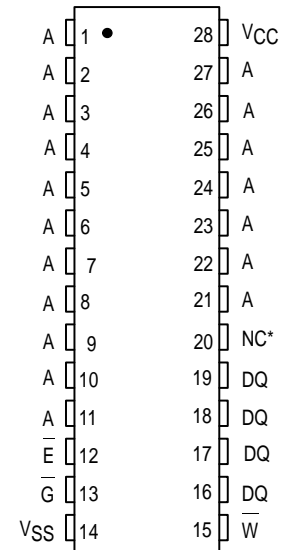 A 1 28 VCC
A 2 27 A
A 3 26 A
A 4 25 A
A 5 24 A
A 6 23 A
A 7 22 A
A 8 21 A
A 9 20 NC*
A 10 19 DQ
A 11 18 DQ
E̅ 12 17 DQ
G̅ 13 16 DQ
VSS 14 15 W̅